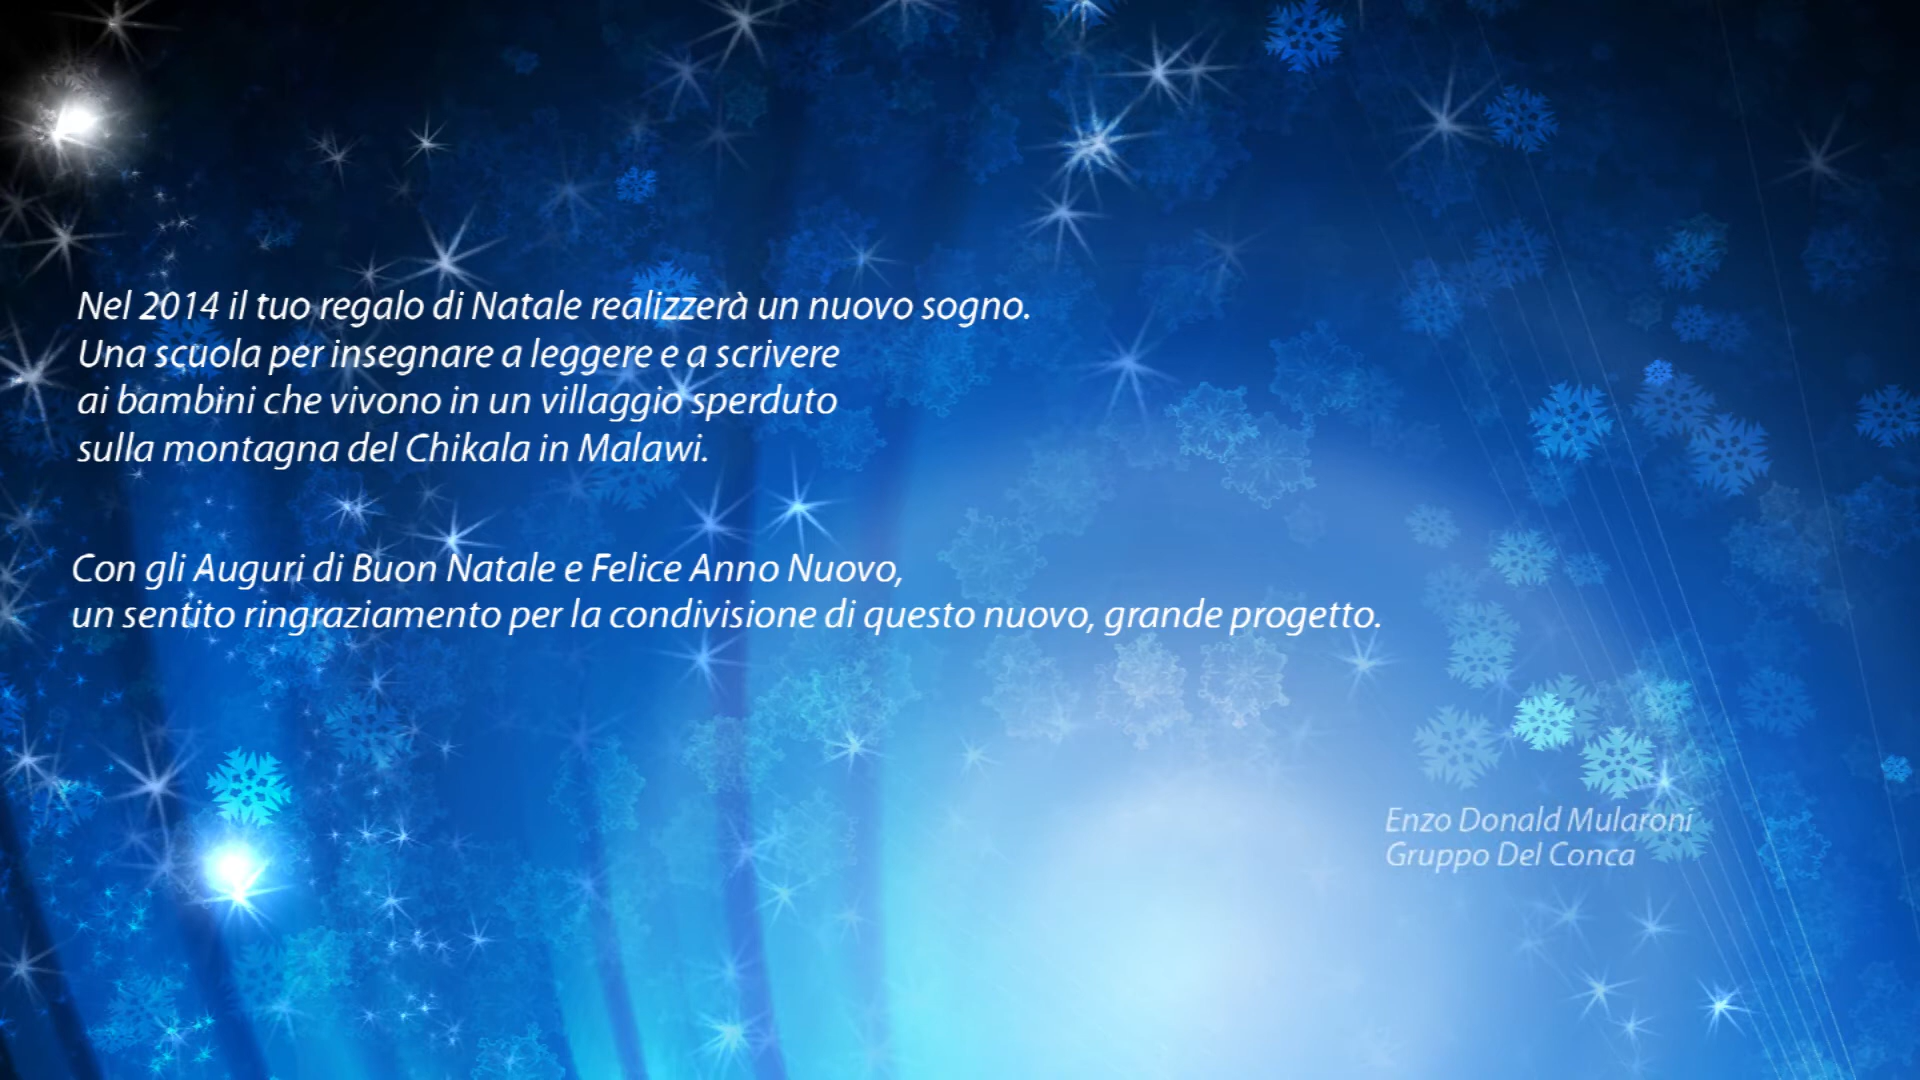 Nel 2014 il tuo regalo di Natale realizzerà un nuovo sogno.
Una scuola per insegnare a leggere e a scrivere
ai bambini che vivono in un villaggio sperduto
sulla montagna del Chikala in Malawi.
Con gli Auguri di Buon Natale e Felice Anno Nuovo,
un sentito ringraziamento per la condivisione di questo nuovo, grande progetto.
Enzo Donald Mularoni
Gruppo Del Conca